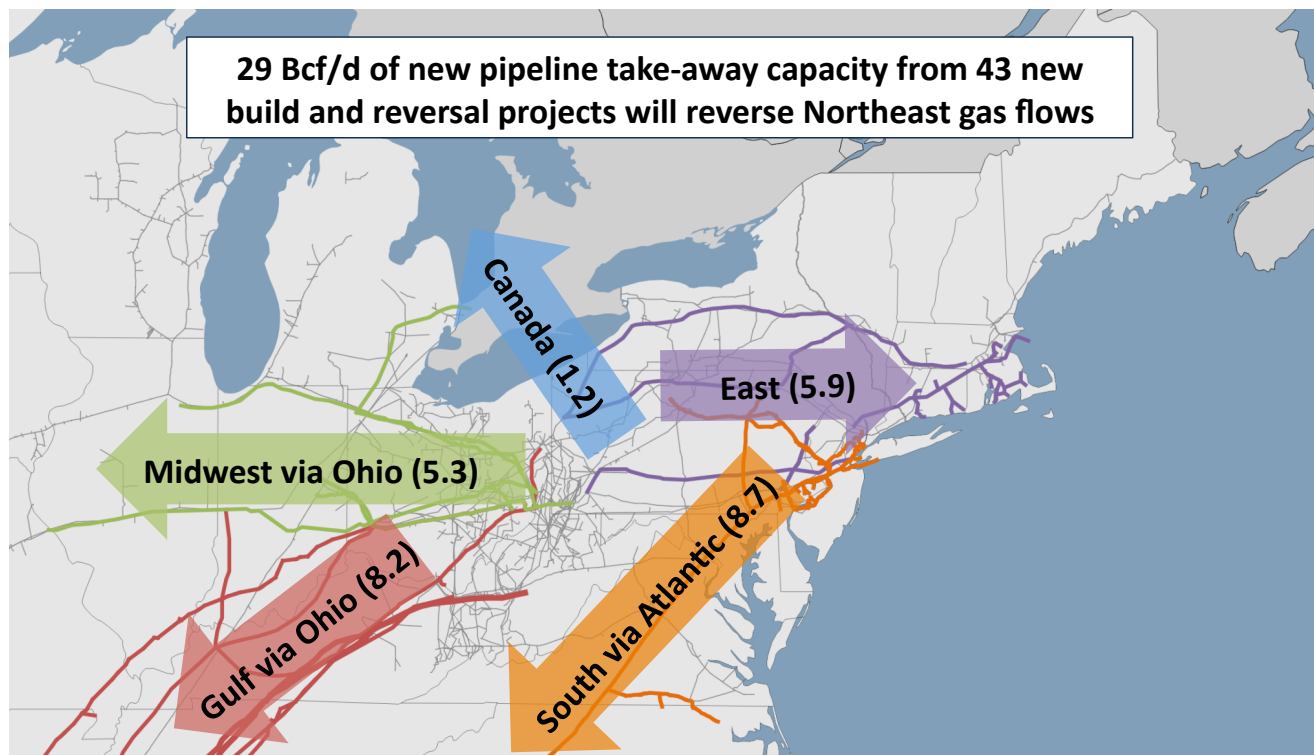 29 Bcf/d of new pipeline take-away capacity from 43 new
build and reversal projects will reverse Northeast gas flows
Canada (1.2)
East (5.9)
Midwest via Ohio (5.3)
Gulf via Ohio (8.2)
South via Atlantic (8.7)